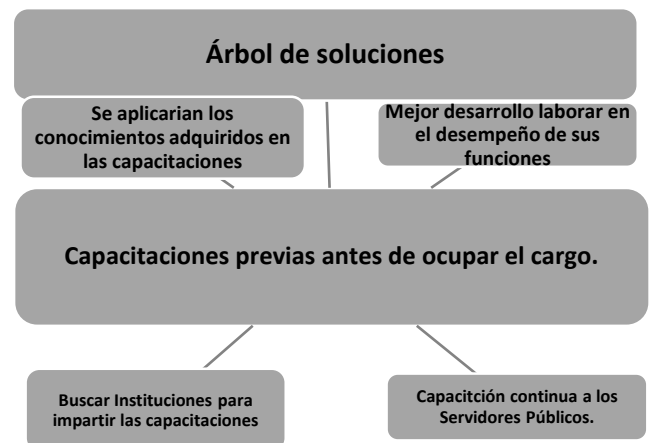 Árbol de soluciones
Se aplicarian los
conocimientos adquiridos en
las capacitaciones
Mejor desarrollo laborar en
el desempeño de sus
funciones
Capacitaciones previas antes de ocupar el cargo.
Buscar Instituciones para
impartir las capacitaciones
Capacitción continua a los
Servidores Públicos.